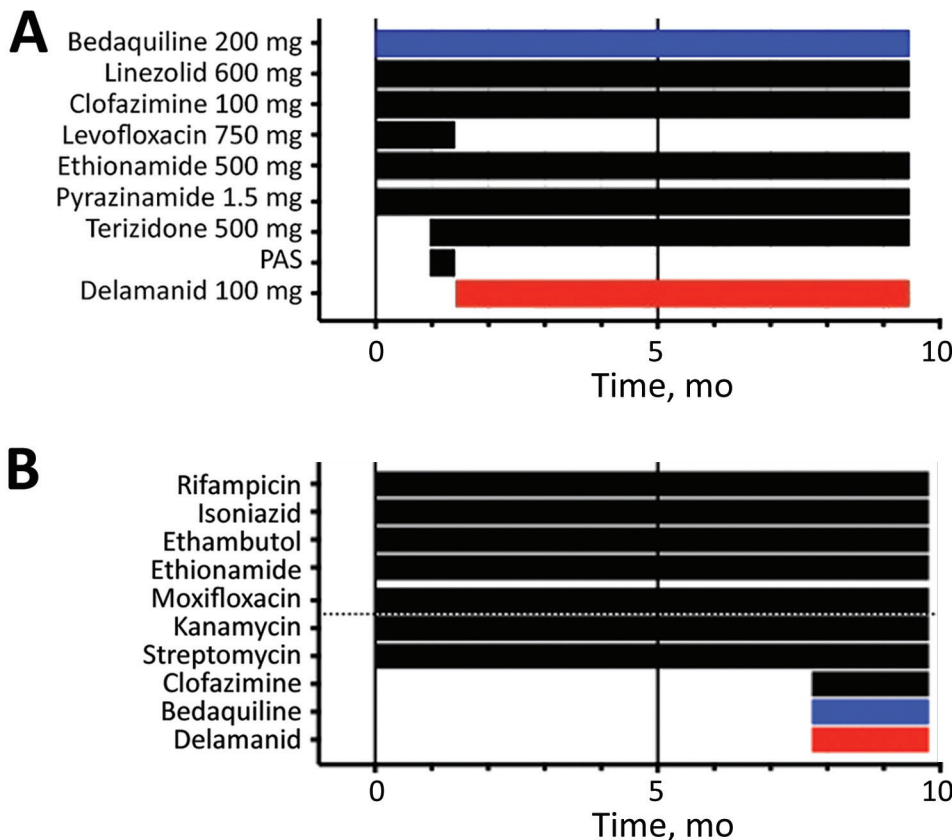 A
Bedaquiline 200 mg
Linezolid 600 mg
Clofazimine 100 mg
Levofloxacin 750 mg
Ethionamide 500 mg
Pyrazinamide 1.5 mg
Terizidone 500 mg
PAS
Delamanid 100 mg
0 5 10
Time, mo
B
Rifampicin
Isoniazid
Ethambutol
Ethionamide
Moxifloxacin
Kanamycin
Streptomycin
Clofazimine
Bedaquiline
Delamanid
0 5 10
Time, mo